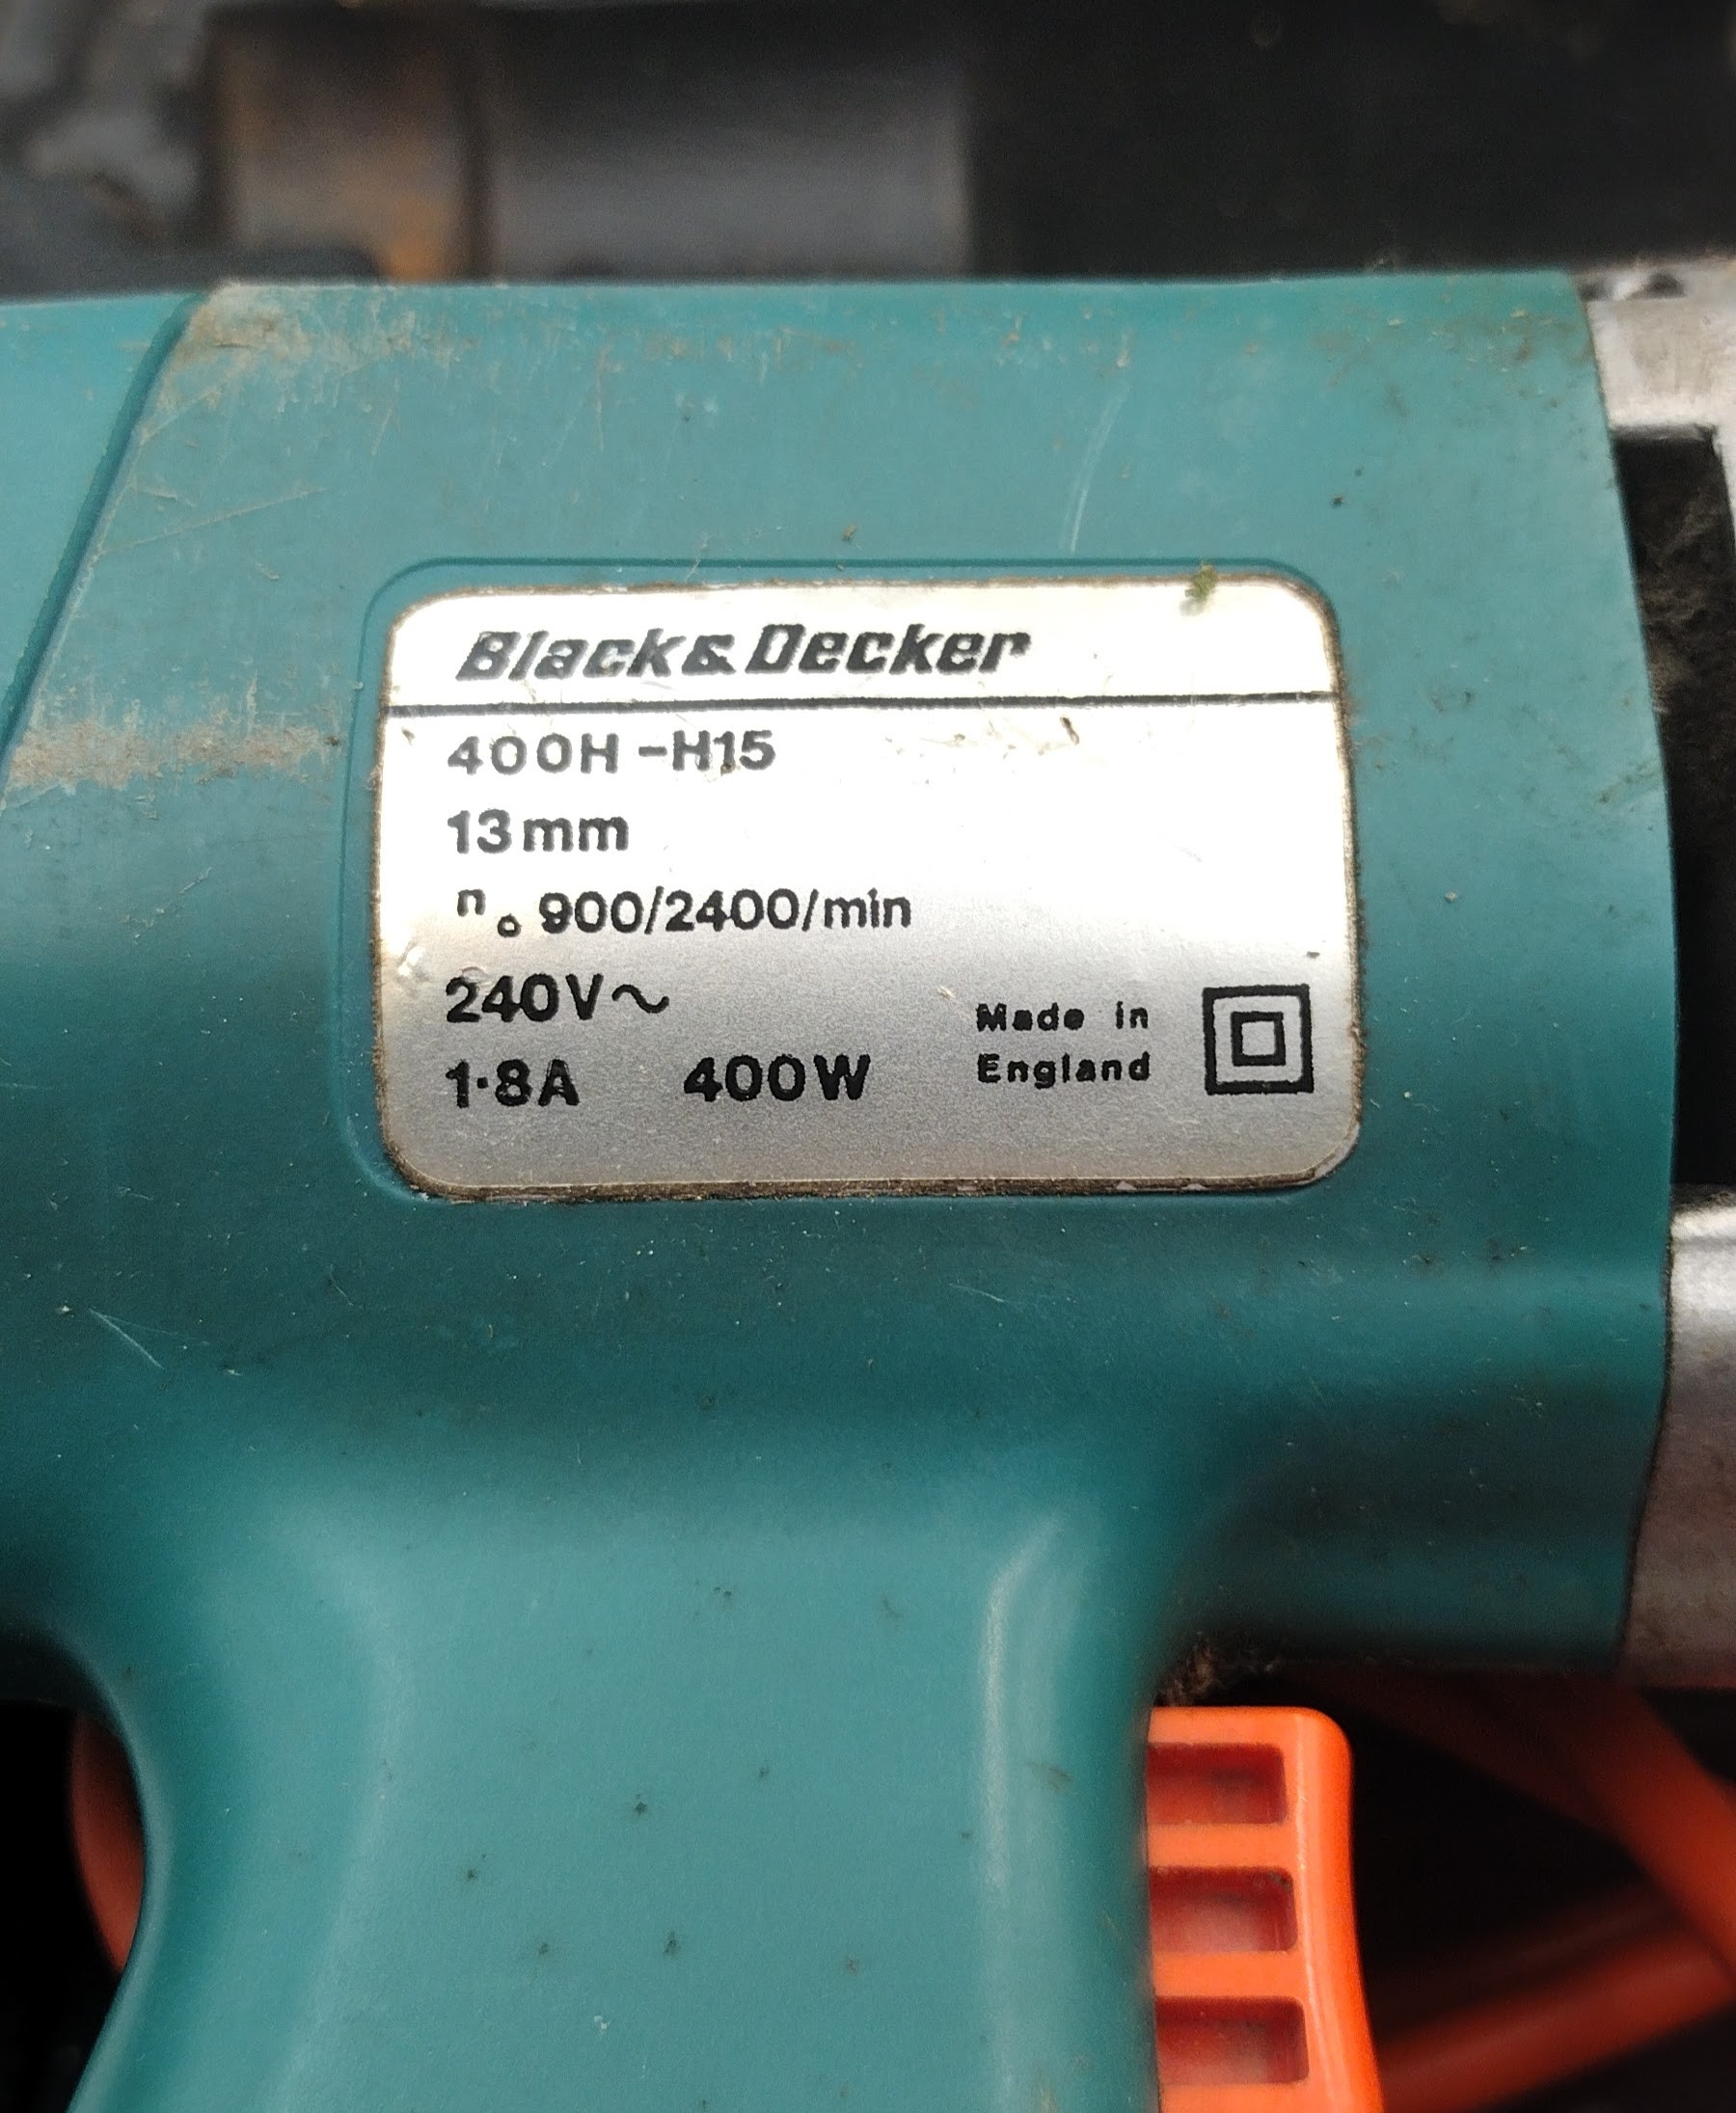 Black & Decker
400H-H15
13mm
n₀ 900/2400/min
240V~
1·8A 400W
Made in
England